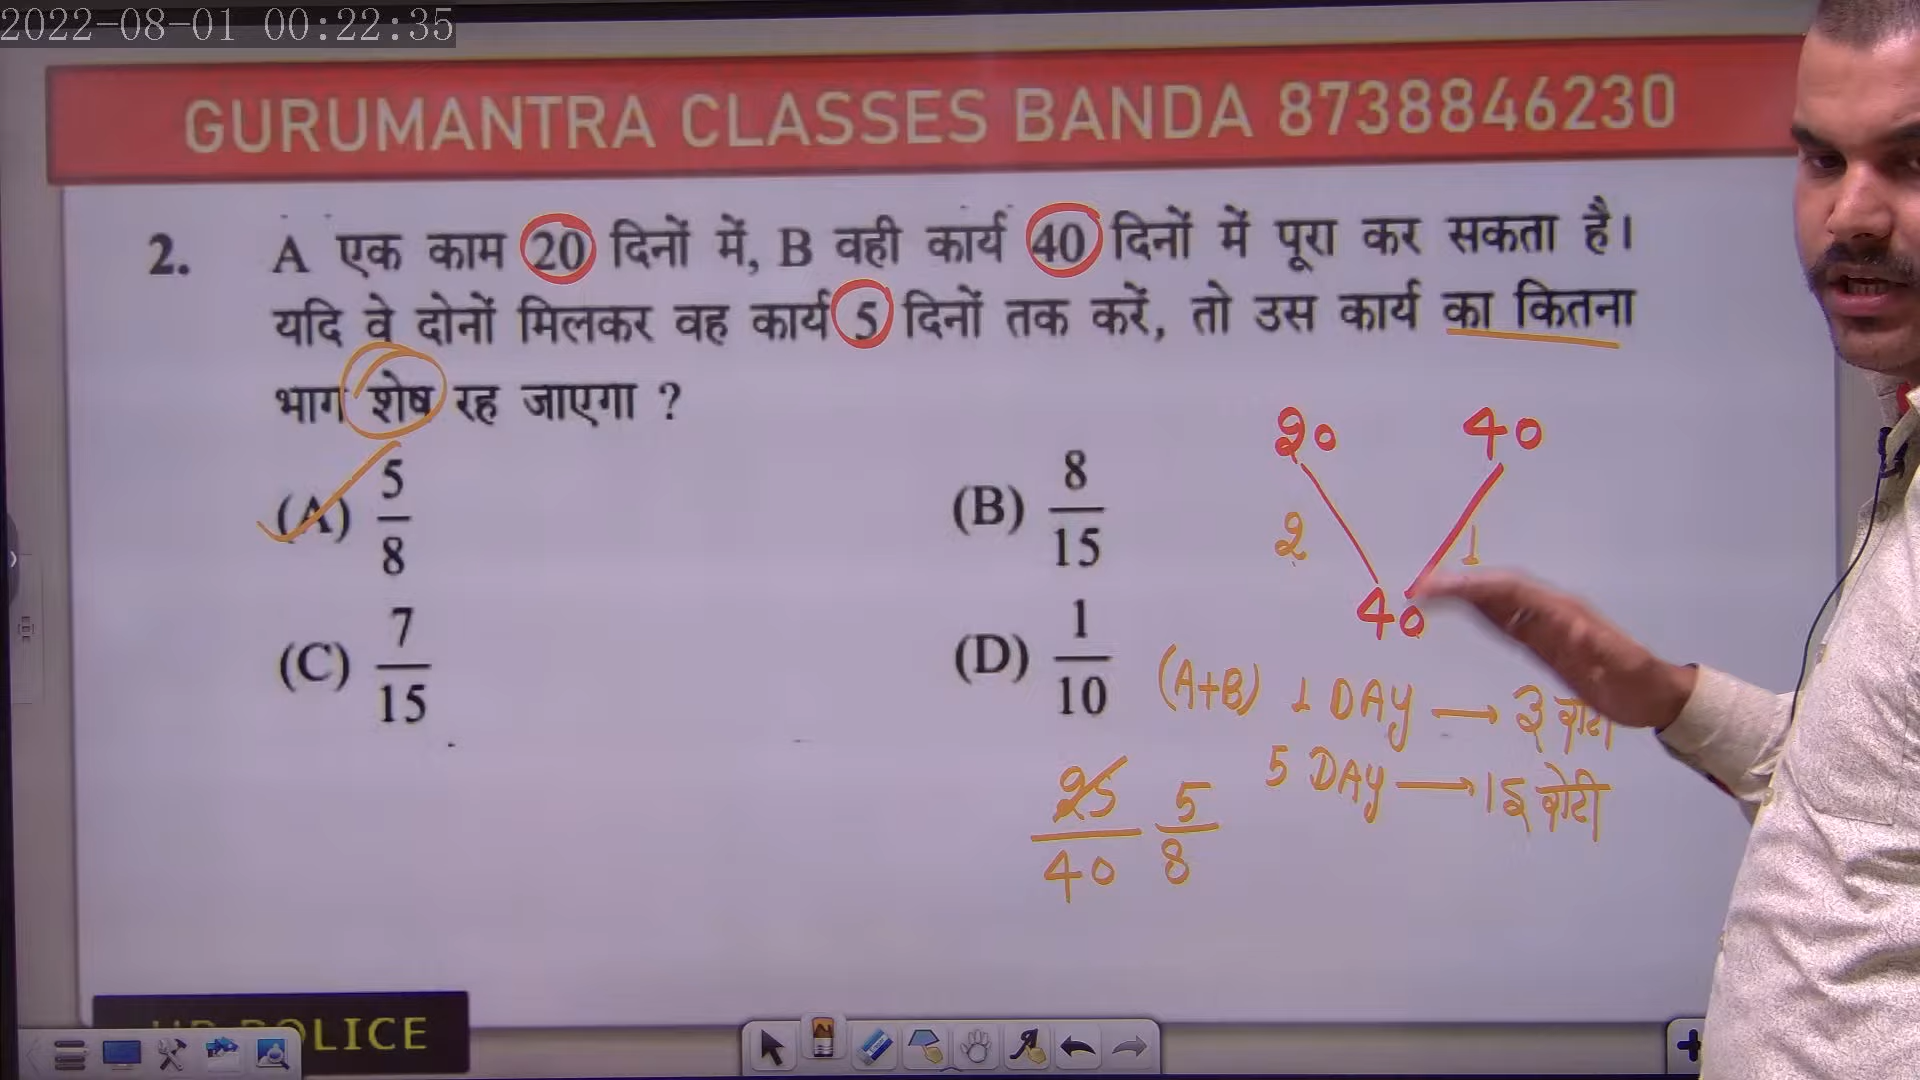 2022-08-01 00:22:35
GURUMANTRA CLASSES BANDA 8738846230
2. A एक काम 20 दिनों में, B वही कार्य 40 दिनों में पूरा कर सकता है।
यदि वे दोनों मिलकर वह कार्य 5 दिनों तक करें, तो उस कार्य का कितना
भाग शेष रह जाएगा ?
(A) 5/8
(B) 8/15
(C) 7/15
(D) 1/10
20 40
2 1
40
(A+B) 1 DAY → 3
5 DAY → 15 रोटी
25/40 5/8
POLICE